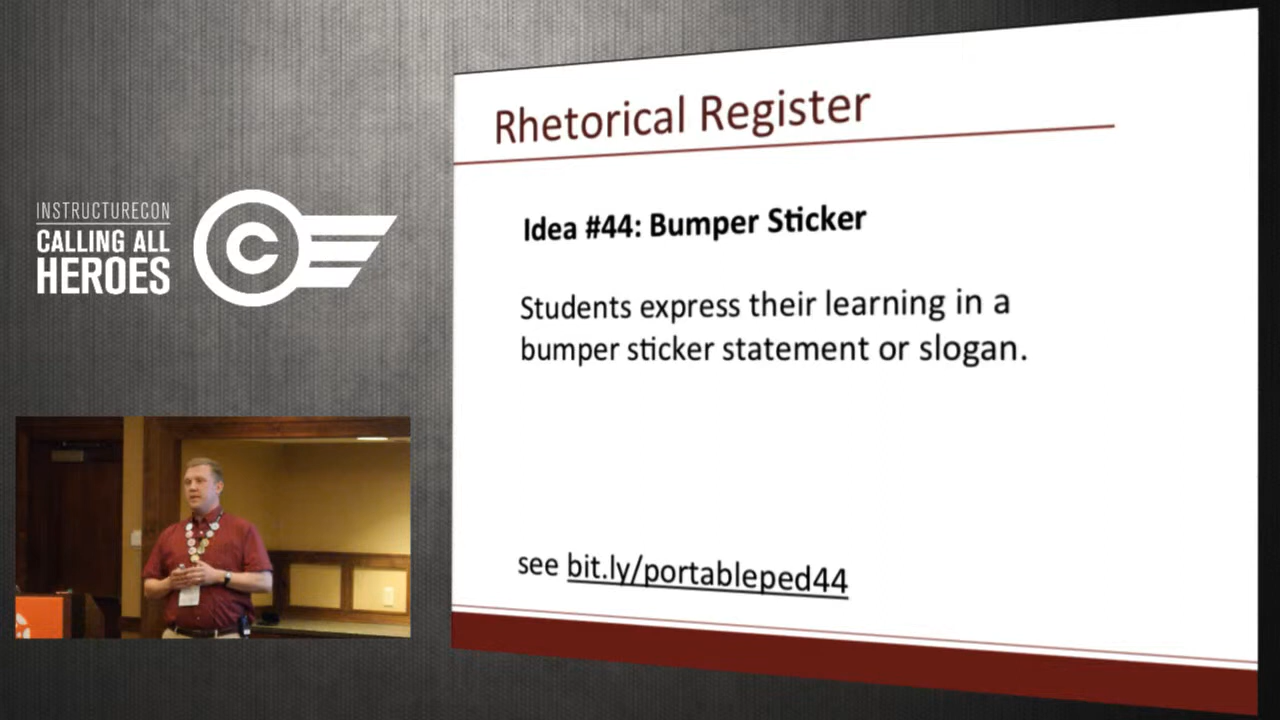 INSTRUCTURECON
CALLING ALL
HEROES
C
Rhetorical Register
Idea #44: Bumper Sticker
Students express their learning in a
bumper sticker statement or slogan.
see bit.ly/portableped44